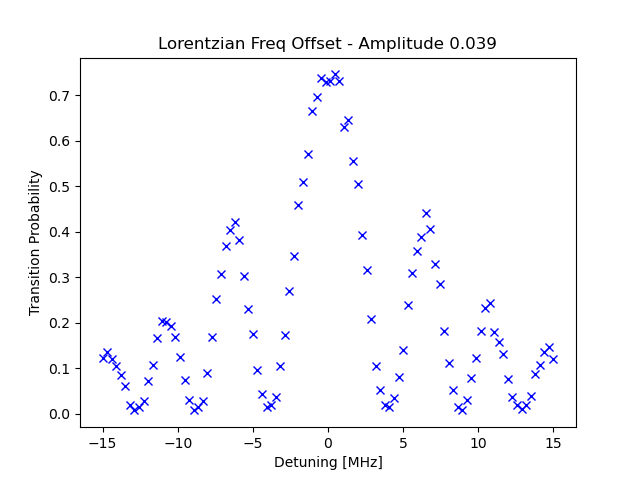 Lorentzian Freq Offset - Amplitude 0.039
Transition Probability
0.7
0.6
0.5
0.4
0.3
0.2
0.1
0.0
−15 −10 −5 0 5 10 15
Detuning [MHz]